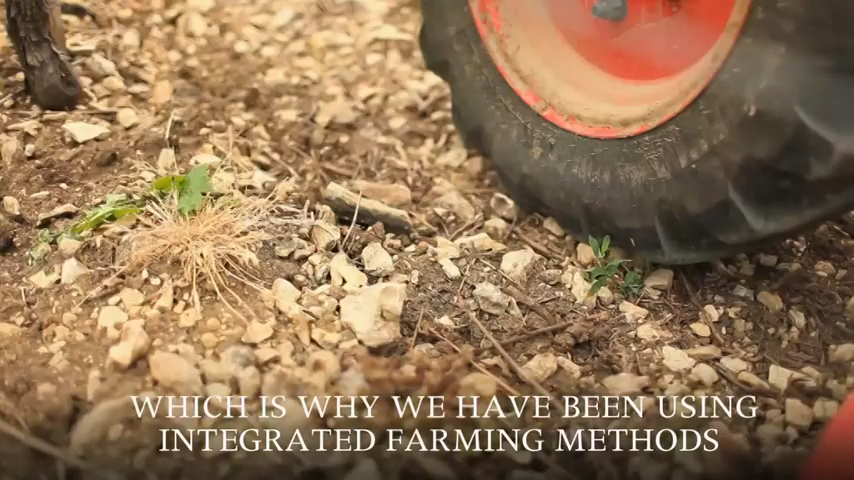 WHICH IS WHY WE HAVE BEEN USING
INTEGRATED FARMING METHODS